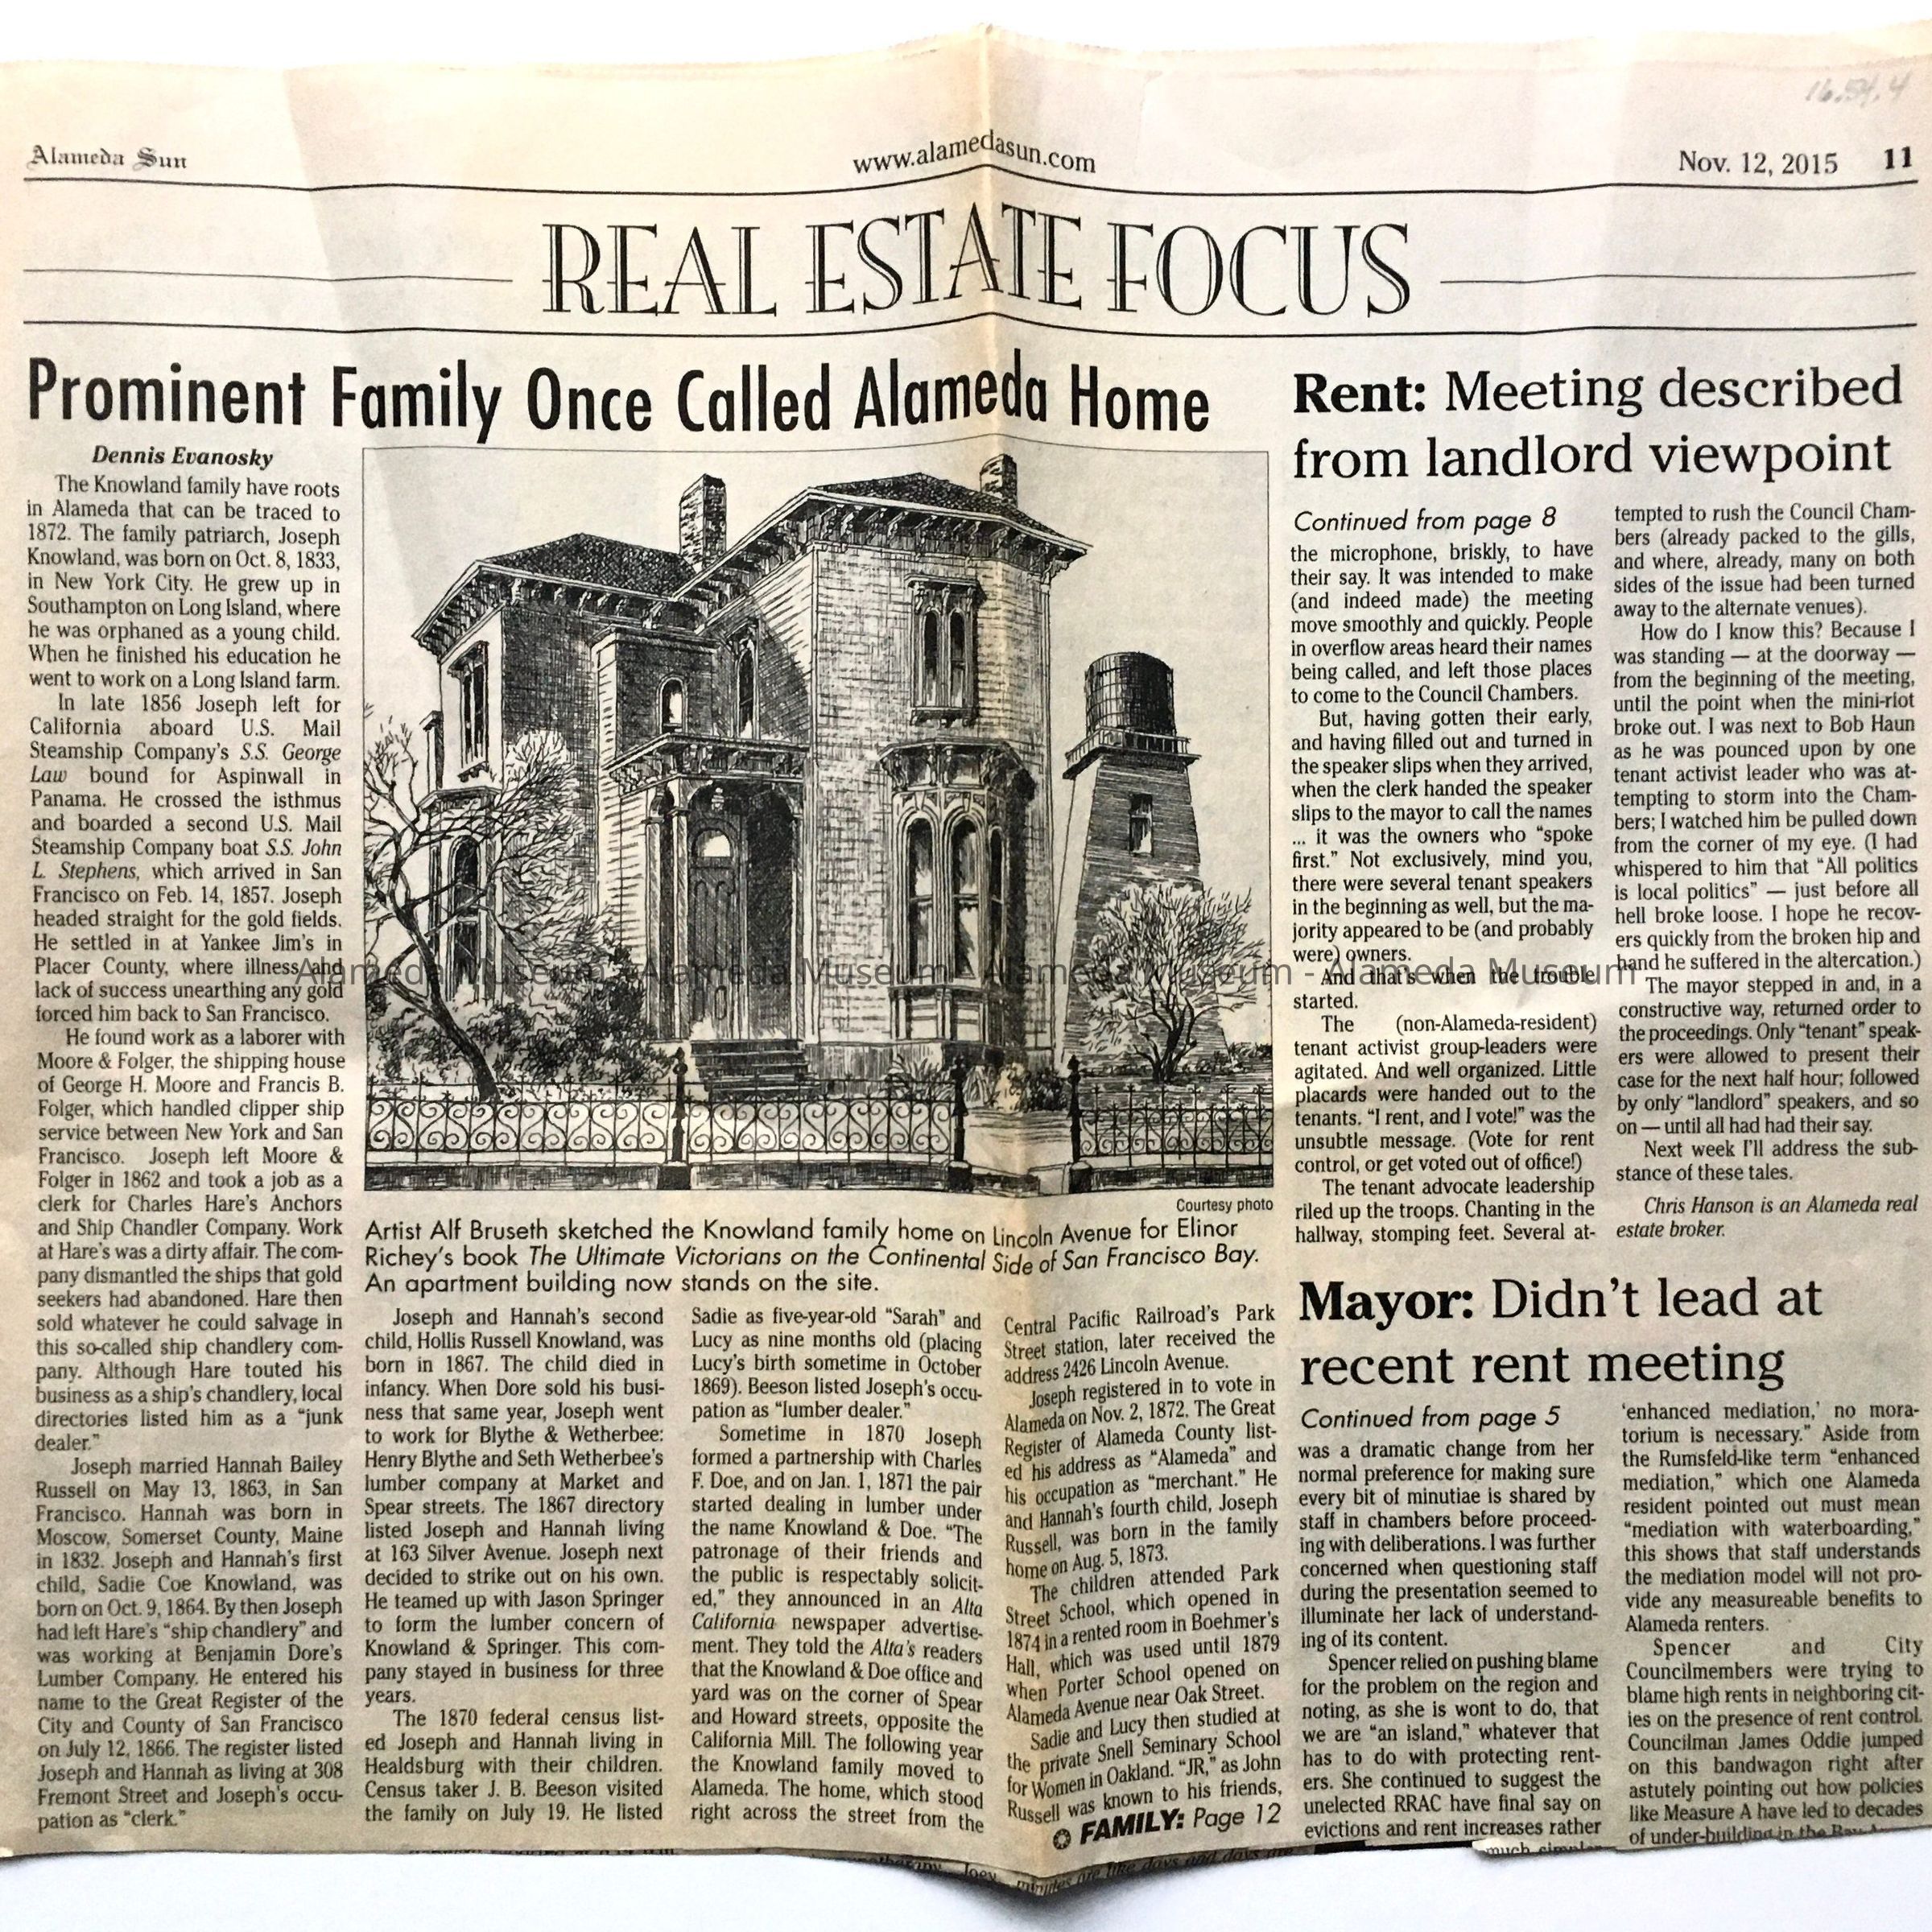 16.54.4
Alameda Sun
www.alamedasun.com
Nov. 12, 2015 11
REAL ESTATE FOCUS
Prominent Family Once Called Alameda Home
Dennis Evanosky
The Knowland family have roots
in Alameda that can be traced to
1872. The family patriarch, Joseph
Knowland, was born on Oct. 8, 1833,
in New York City. He grew up in
Southampton on Long Island, where
he was orphaned as a young child.
When he finished his education he
went to work on a Long Island farm.
In late 1856 Joseph left for
California aboard U.S. Mail
Steamship Company's S.S. George
Law bound for Aspinwall in
Panama. He crossed the isthmus
and boarded a second U.S. Mail
Steamship Company boat S.S. John
L. Stephens, which arrived in San
Francisco on Feb. 14, 1857. Joseph
headed straight for the gold fields.
He settled in at Yankee Jim's in
Placer County, where illness and
lack of success unearthing any gold
forced him back to San Francisco.
He found work as a laborer with
Moore & Folger, the shipping house
of George H. Moore and Francis B.
Folger, which handled clipper ship
service between New York and San
Francisco. Joseph left Moore &
Folger in 1862 and took a job as a
clerk for Charles Hare's Anchors
and Ship Chandler Company. Work
at Hare's was a dirty affair. The com-
pany dismantled the ships that gold
seekers had abandoned. Hare then
sold whatever he could salvage in
this so-called ship chandlery com-
pany. Although Hare touted his
business as a ship's chandlery, local
directories listed him as a "junk
dealer."
Joseph married Hannah Bailey
Russell on May 13, 1863, in San
Francisco. Hannah was born in
Moscow, Somerset County, Maine
in 1832. Joseph and Hannah's first
child, Sadie Coe Knowland, was
born on Oct. 9, 1864. By then Joseph
had left Hare's "ship chandlery" and
was working at Benjamin Dore's
Lumber Company. He entered his
name to the Great Register of the
City and County of San Francisco
on July 12, 1866. The register listed
Joseph and Hannah as living at 308
Fremont Street and Joseph's occu-
pation as "clerk."
Courtesy photo
Artist Alf Bruseth sketched the Knowland family home on Lincoln Avenue for Elinor
Richey's book The Ultimate Victorians on the Continental Side of San Francisco Bay.
An apartment building now stands on the site.
Joseph and Hannah's second
child, Hollis Russell Knowland, was
born in 1867. The child died in
infancy. When Dore sold his busi-
ness that same year, Joseph went
to work for Blythe & Wetherbee:
Henry Blythe and Seth Wetherbee's
lumber company at Market and
Spear streets. The 1867 directory
listed Joseph and Hannah living
at 163 Silver Avenue. Joseph next
decided to strike out on his own.
He teamed up with Jason Springer
to form the lumber concern of
Knowland & Springer. This com-
pany stayed in business for three
years.
The 1870 federal census list-
ed Joseph and Hannah living in
Healdsburg with their children.
Census taker J. B. Beeson visited
the family on July 19. He listed
Sadie as five-year-old "Sarah" and
Lucy as nine months old (placing
Lucy's birth sometime in October
1869). Beeson listed Joseph's occu-
pation as "lumber dealer."
Sometime in 1870 Joseph
formed a partnership with Charles
F. Doe, and on Jan. 1, 1871 the pair
started dealing in lumber under
the name Knowland & Doe. "The
patronage of their friends and
the public is respectably solicit-
ed," they announced in an Alta
California newspaper advertise-
ment. They told the Alta's readers
that the Knowland & Doe office and
yard was on the corner of Spear
and Howard streets, opposite the
California Mill. The following year
the Knowland family moved to
Alameda. The home, which stood
right across the street from the
Central Pacific Railroad's Park
Street station, later received the
address 2426 Lincoln Avenue.
Joseph registered in to vote in
Alameda on Nov. 2, 1872. The Great
Register of Alameda County list-
ed his address as "Alameda" and
his occupation as "merchant." He
and Hannah's fourth child, Joseph
Russell, was born in the family
home on Aug. 5, 1873.
The children attended Park
Street School, which opened in
1874 in a rented room in Boehmer's
Hall, which was used until 1879
when Porter School opened on
Alameda Avenue near Oak Street.
Sadie and Lucy then studied at
the private Snell Seminary School
for Women in Oakland. "JR," as John
Russell was known to his friends,
FAMILY: Page 12
Rent: Meeting described
from landlord viewpoint
Continued from page 8
the microphone, briskly, to have
their say. It was intended to make
(and indeed made) the meeting
move smoothly and quickly. People
in overflow areas heard their names
being called, and left those places
to come to the Council Chambers.
But, having gotten their early,
and having filled out and turned in
the speaker slips when they arrived,
when the clerk handed the speaker
slips to the mayor to call the names
... it was the owners who "spoke
first." Not exclusively, mind you,
there were several tenant speakers
in the beginning as well, but the ma-
jority appeared to be (and probably
were) owners.
And that's when the trouble
started.
The (non-Alameda-resident)
tenant activist group-leaders were
agitated. And well organized. Little
placards were handed out to the
tenants. "I rent, and I vote!" was the
unsubtle message. (Vote for rent
control, or get voted out of office!)
The tenant advocate leadership
riled up the troops. Chanting in the
hallway, stomping feet. Several at-
tempted to rush the Council Cham-
bers (already packed to the gills,
and where, already, many on both
sides of the issue had been turned
away to the alternate venues).
How do I know this? Because I
was standing — at the doorway —
from the beginning of the meeting,
until the point when the mini-riot
broke out. I was next to Bob Haun
as he was pounced upon by one
tenant activist leader who was at-
tempting to storm into the Cham-
bers; I watched him be pulled down
from the corner of my eye. (I had
whispered to him that "All politics
is local politics" — just before all
hell broke loose. I hope he recov-
ers quickly from the broken hip and
hand he suffered in the altercation.)
The mayor stepped in and, in a
constructive way, returned order to
the proceedings. Only "tenant" speak-
ers were allowed to present their
case for the next half hour; followed
by only "landlord" speakers, and so
on — until all had had their say.
Next week I'll address the sub-
stance of these tales.
Chris Hanson is an Alameda real
estate broker.
Mayor: Didn't lead at
recent rent meeting
Continued from page 5
was a dramatic change from her
normal preference for making sure
every bit of minutiae is shared by
staff in chambers before proceed-
ing with deliberations. I was further
concerned when questioning staff
during the presentation seemed to
illuminate her lack of understand-
ing of its content.
Spencer relied on pushing blame
for the problem on the region and
noting, as she is wont to do, that
we are "an island," whatever that
has to do with protecting rent-
ers. She continued to suggest the
unelected RRAC have final say on
evictions and rent increases rather
'enhanced mediation,' no mora-
torium is necessary." Aside from
the Rumsfeld-like term "enhanced
mediation," which one Alameda
resident pointed out must mean
"mediation with waterboarding,"
this shows that staff understands
the mediation model will not pro-
vide any measureable benefits to
Alameda renters.
Spencer and City
Councilmembers were trying to
blame high rents in neighboring cit-
ies on the presence of rent control.
Councilman James Oddie jumped
on this bandwagon right after
astutely pointing out how policies
like Measure A have led to decades
of under-building in the Bay
Alameda Museum - Alameda Museum - Alameda Museum - Alameda Museum